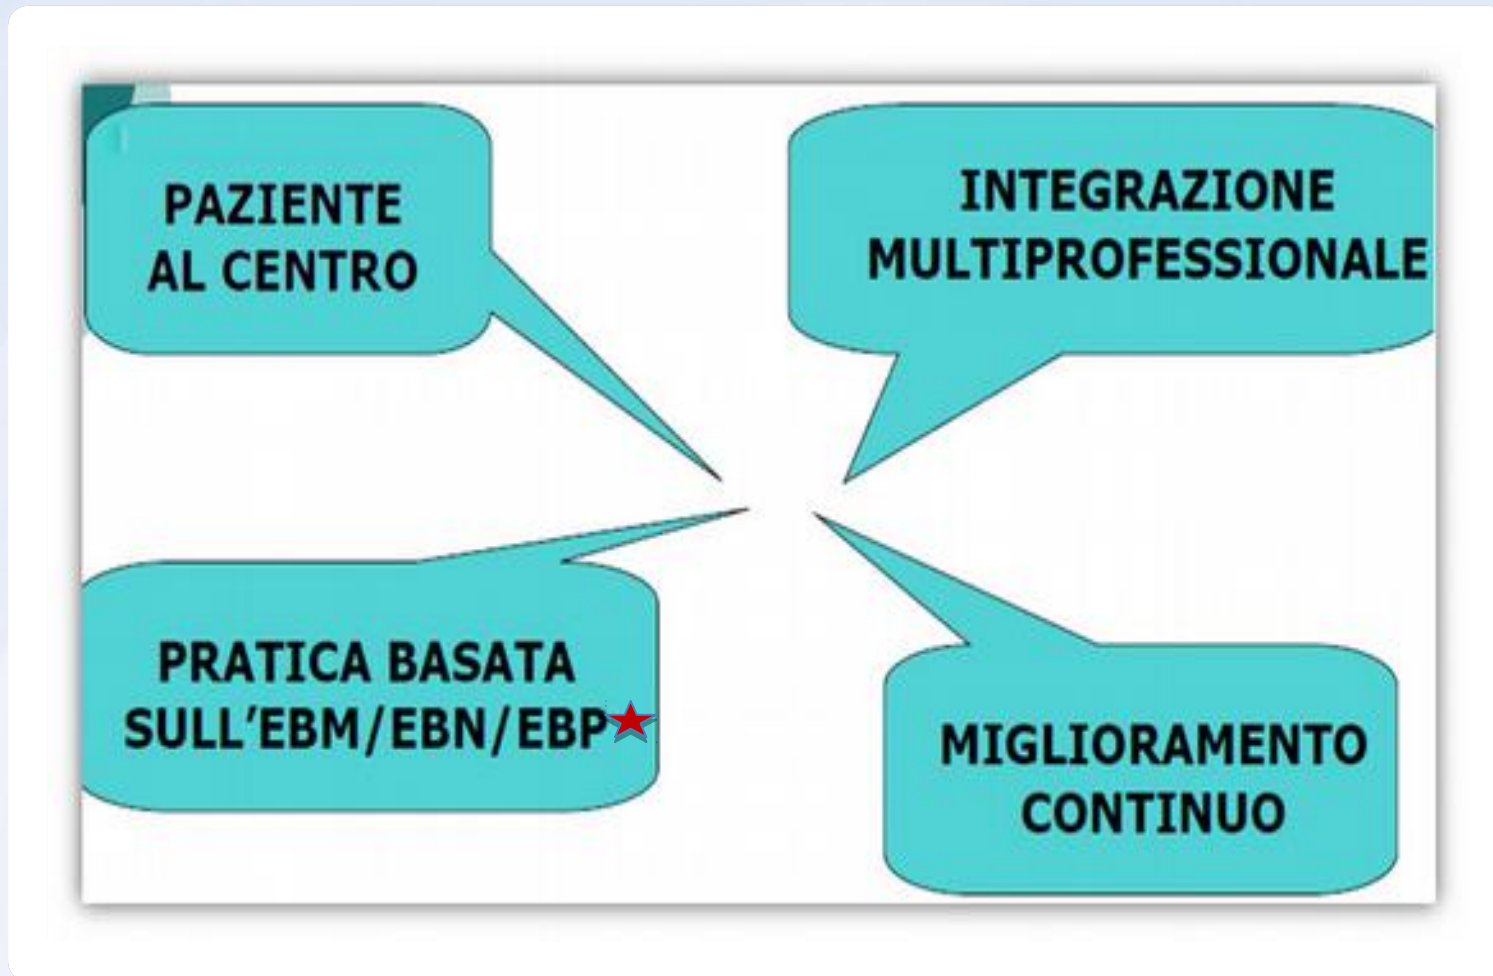 PAZIENTE
AL CENTRO
INTEGRAZIONE
MULTIPROFESSIONALE
PRATICA BASATA
SULL’EBM/EBN/EBP
MIGLIORAMENTO
CONTINUO